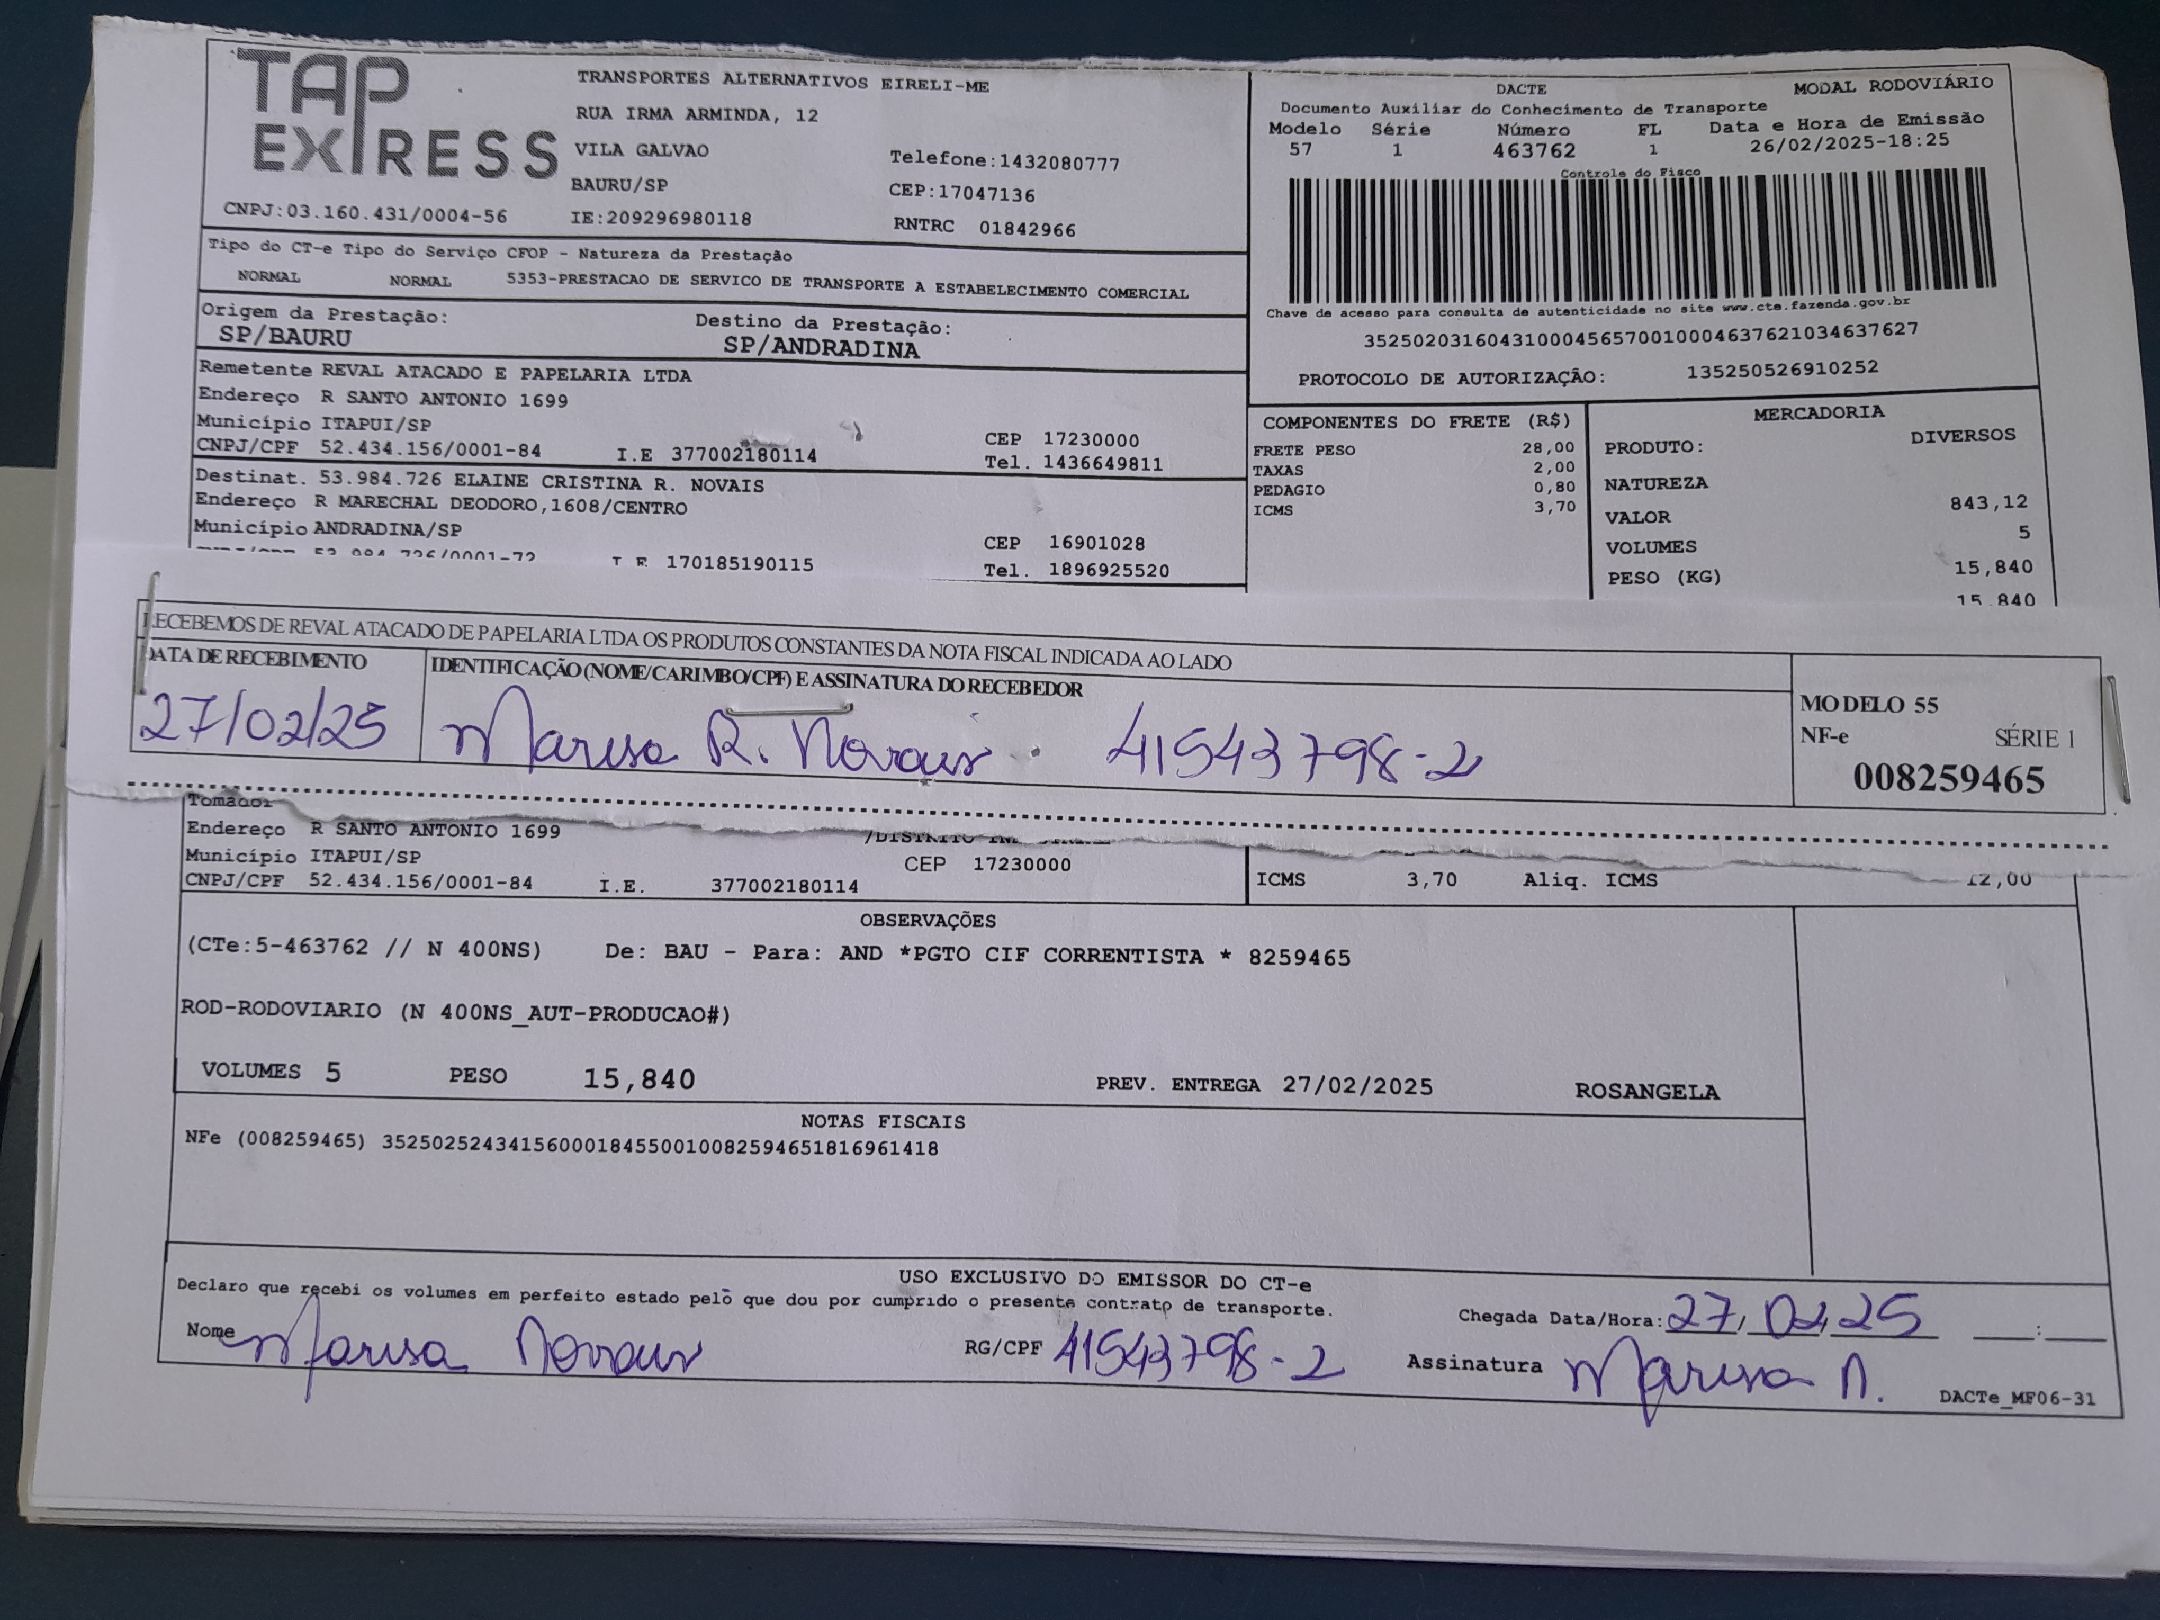 TAP EXPRESS
TRANSPORTES ALTERNATIVOS EIRELI-ME
RUA IRMA ARMINDA, 12
VILA GALVAO
Telefone:1432080777
BAURU/SP
CEP:17047136
CNPJ:03.160.431/0004-56
IE:209296980118
RNTRC 01842966
DACTE MODAL RODOVIÁRIO
Documento Auxiliar do Conhecimento de Transporte
Modelo Série Número FL Data e Hora de Emissão
57 1 463762 1 26/02/2025-18:25
Controle do Fisco
Chave de acesso para consulta de autenticidade no site www.cte.fazenda.gov.br
35250203160431000456570010004637621034637627
PROTOCOLO DE AUTORIZAÇÃO: 135250526910252
Tipo do CT-e Tipo do Serviço CFOP - Natureza da Prestação
NORMAL NORMAL 5353-PRESTACAO DE SERVICO DE TRANSPORTE A ESTABELECIMENTO COMERCIAL
Origem da Prestação: Destino da Prestação:
SP/BAURU SP/ANDRADINA
Remetente REVAL ATACADO E PAPELARIA LTDA
Endereço R SANTO ANTONIO 1699
Município ITAPUI/SP CEP 17230000
CNPJ/CPF 52.434.156/0001-84 I.E 377002180114 Tel. 1436649811
Destinat. 53.984.726 ELAINE CRISTINA R. NOVAIS
Endereço R MARECHAL DEODORO,1608/CENTRO
Município ANDRADINA/SP CEP 16901028
53.984.726/0001-72 I E 170185190115 Tel. 1896925520
COMPONENTES DO FRETE (R$)
FRETE PESO 28,00
TAXAS 2,00
PEDAGIO 0,80
ICMS 3,70
MERCADORIA
PRODUTO: DIVERSOS
NATUREZA
VALOR 843,12
VOLUMES 5
PESO (KG) 15,840
15,840
RECEBEMOS DE REVAL ATACADO DE PAPELARIA LTDA OS PRODUTOS CONSTANTES DA NOTA FISCAL INDICADA AO LADO
DATA DE RECEBIMENTO IDENTIFICAÇÃO (NOME/CARIMBO/CPF) E ASSINATURA DO RECEBEDOR
27/02/25 Marisa R. Novais 41543798-2
MODELO 55
NF-e SÉRIE 1
008259465
Tomador
Endereço R SANTO ANTONIO 1699
Município ITAPUI/SP CEP 17230000
CNPJ/CPF 52.434.156/0001-84 I.E. 377002180114
ICMS 3,70 Aliq. ICMS 12,00
OBSERVAÇÕES
(CTe:5-463762 // N 400NS) De: BAU - Para: AND *PGTO CIF CORRENTISTA * 8259465
ROD-RODOVIARIO (N 400NS_AUT-PRODUCAO#)
VOLUMES 5 PESO 15,840 PREV. ENTREGA 27/02/2025 ROSANGELA
NOTAS FISCAIS
NFe (008259465) 35250252434156000184550010082594651816961418
USO EXCLUSIVO DO EMISSOR DO CT-e
Declaro que recebi os volumes em perfeito estado pelo que dou por cumprido o presente contrato de transporte.
Chegada Data/Hora: 27/02/25 __:__
Nome Marisa Novais RG/CPF 41543798-2 Assinatura Marisa N.
DACTe_MF06-31